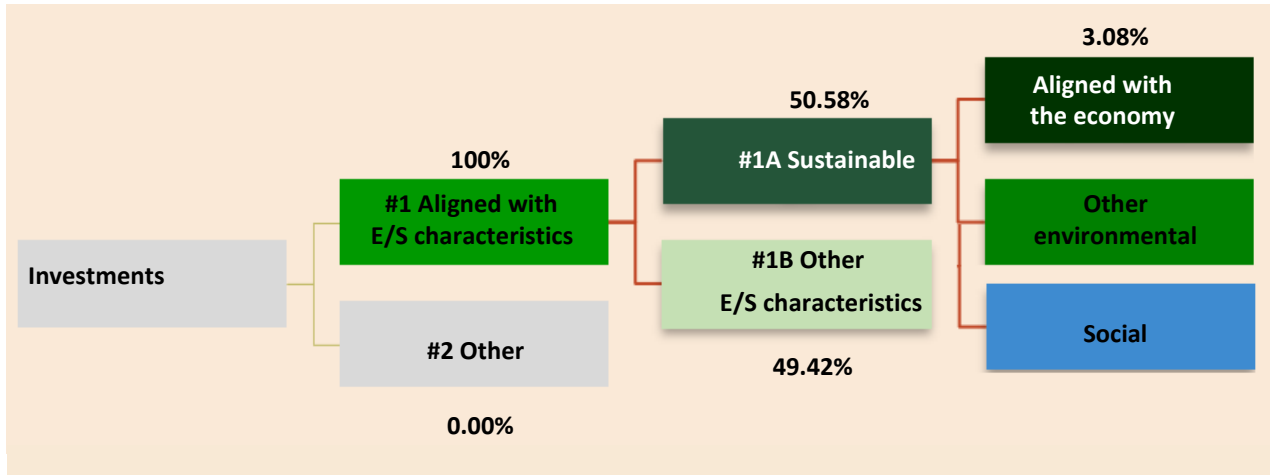 3.08%
Aligned with
the economy
50.58%
#1A Sustainable
100%
#1 Aligned with
E/S characteristics
Other
environmental
Investments
#1B Other
E/S characteristics
Social
#2 Other
49.42%
0.00%